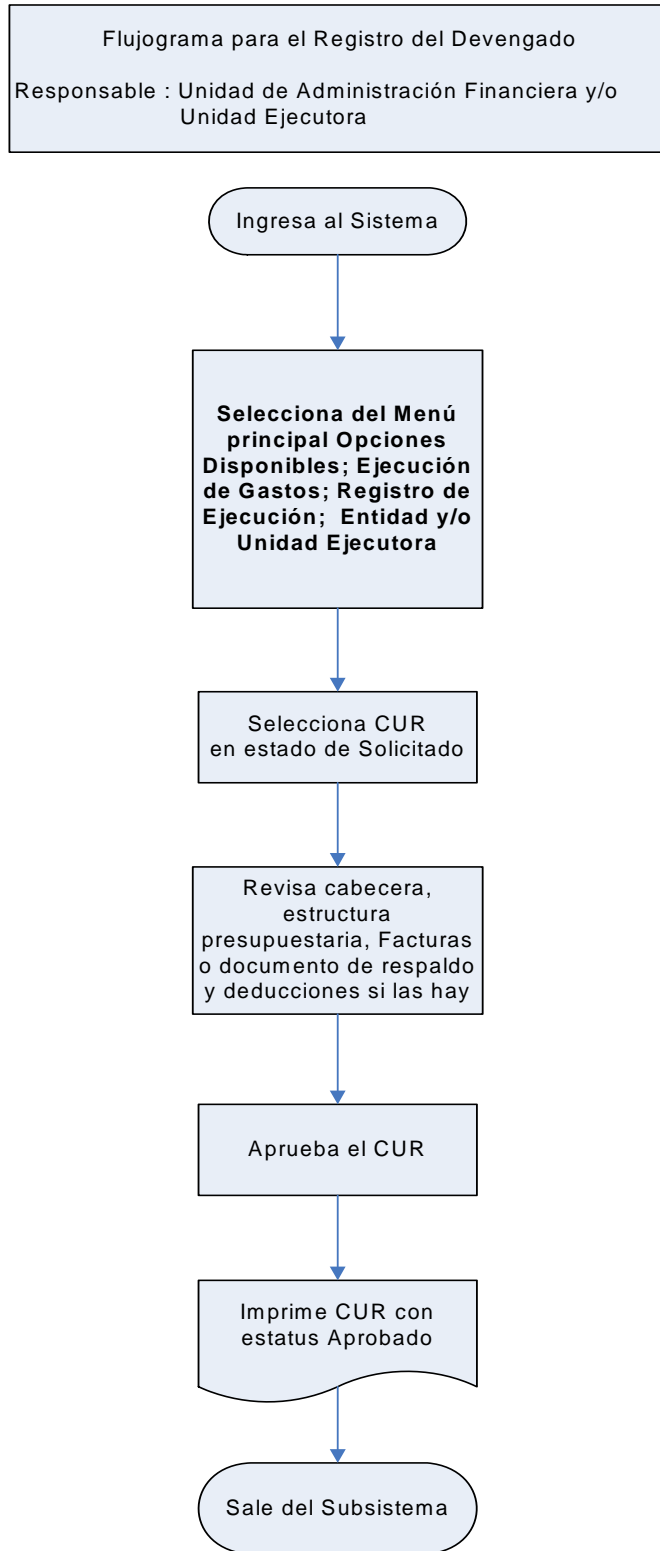 Flujograma para el Registro del Devengado
Responsable : Unidad de Administración Financiera y/o
Unidad Ejecutora
Ingresa al Sistema
Selecciona del Menú
principal Opciones
Disponibles; Ejecución
de Gastos; Registro de
Ejecución; Entidad y/o
Unidad Ejecutora
Selecciona CUR
en estado de Solicitado
Revisa cabecera,
estructura
presupuestaria, Facturas
o documento de respaldo
y deducciones si las hay
Aprueba el CUR
Imprime CUR con
estatus Aprobado
Sale del Subsistema